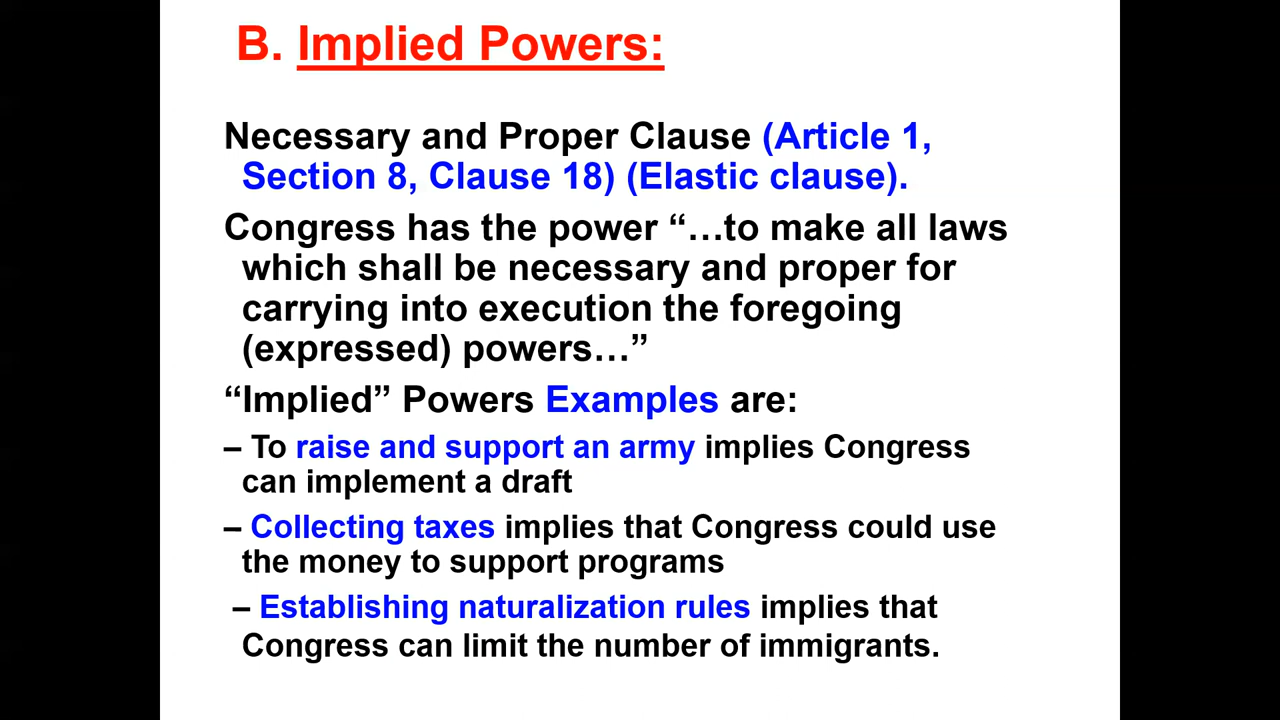 B. Implied Powers:
Necessary and Proper Clause (Article 1,
Section 8, Clause 18) (Elastic clause).
Congress has the power “…to make all laws
which shall be necessary and proper for
carrying into execution the foregoing
(expressed) powers…”
“Implied” Powers Examples are:
– To raise and support an army implies Congress
can implement a draft
– Collecting taxes implies that Congress could use
the money to support programs
– Establishing naturalization rules implies that
Congress can limit the number of immigrants.